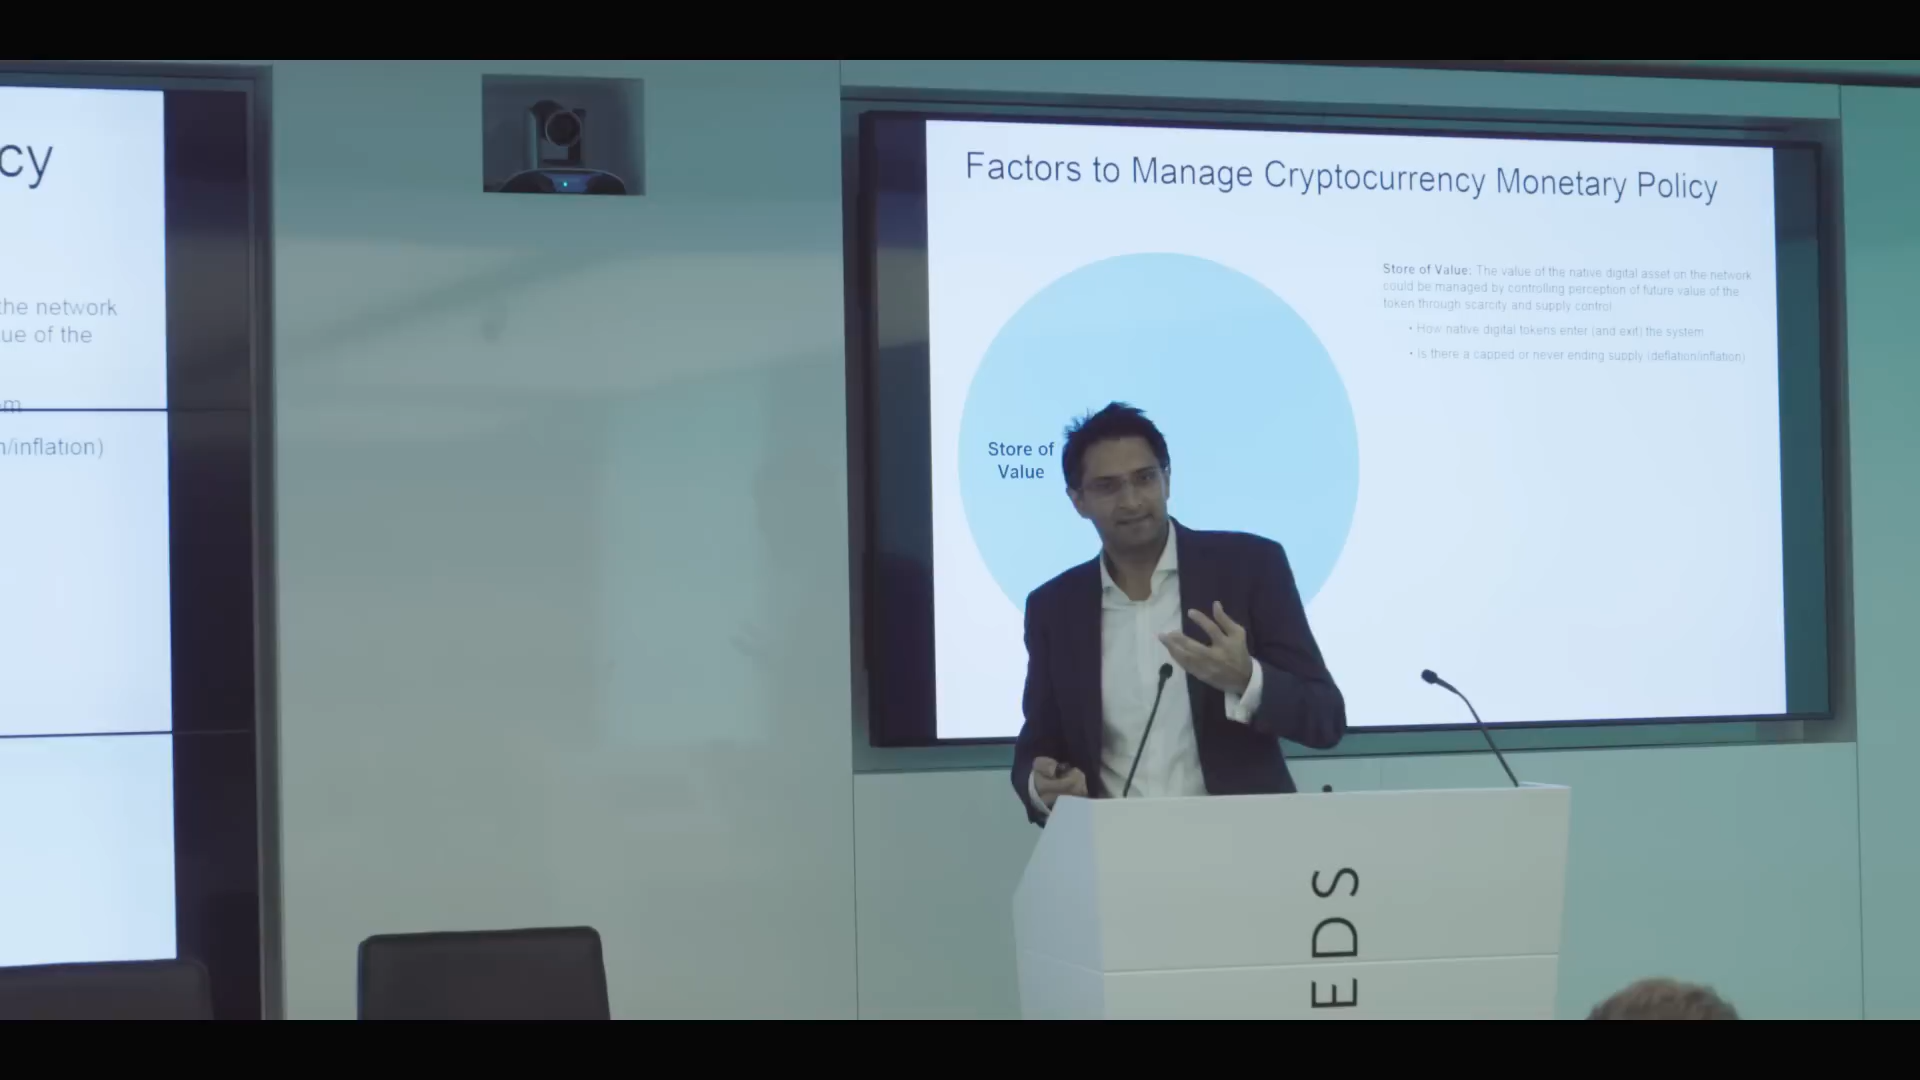 cy
the network
ue of the
m
n/inflation)
Factors to Manage Cryptocurrency Monetary Policy
Store of Value: The value of the native digital asset on the network
could be managed by controlling perception of future value of the
token through scarcity and supply control
• How native digital tokens enter (and exit) the system
• Is there a capped or never ending supply (deflation/inflation)
Store of
Value
EDS